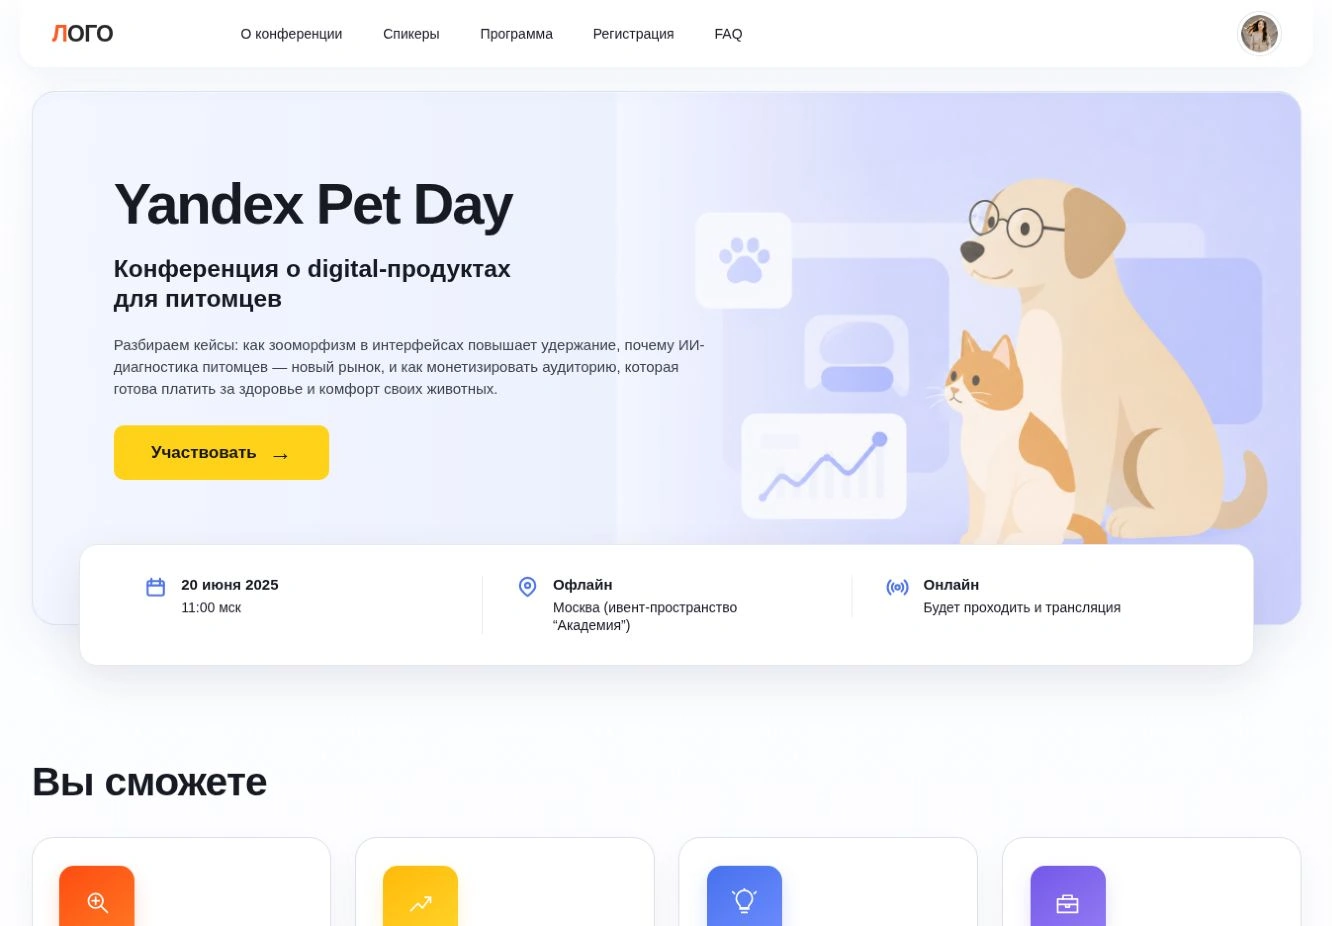 ЛОГО
О конференции
Спикеры
Программа
Регистрация
FAQ
Yandex Pet Day
Конференция о digital-продуктах
для питомцев
Разбираем кейсы: как зооморфизм в интерфейсах повышает удержание, почему ИИ-
диагностика питомцев — новый рынок, и как монетизировать аудиторию, которая
готова платить за здоровье и комфорт своих животных.
Участвовать →
20 июня 2025
11:00 мск
Офлайн
Москва (ивент-пространство
“Академия”)
Онлайн
Будет проходить и трансляция
Вы сможете